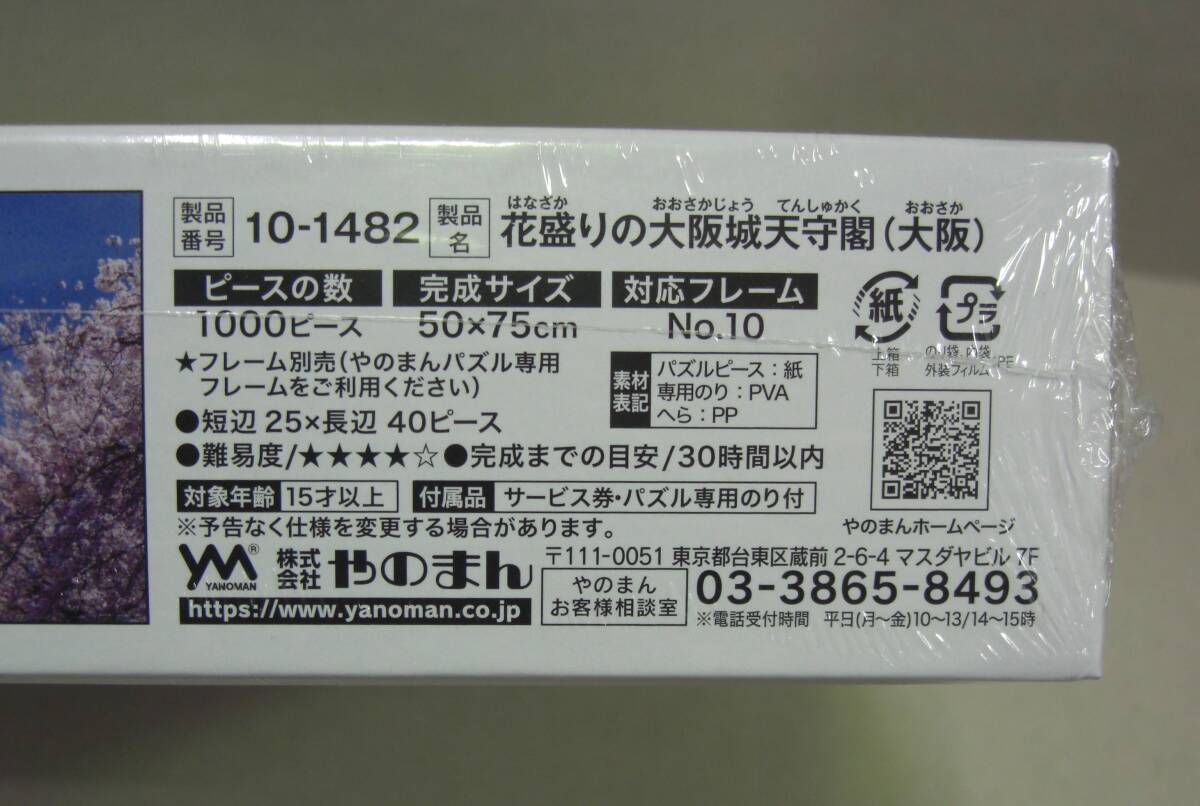 製品番号 10-1482 製品名 花盛りの大阪城天守閣(大阪)
はなざか おおさかじょう てんしゅかく おおさか
ピースの数 完成サイズ 対応フレーム
1000ピース 50×75cm No.10
★フレーム別売(やのまんパズル専用
フレームをご利用ください)
素材表記
パズルピース:紙
専用のり:PVA
へら:PP
紙 プラ
上箱
下箱
のり袋、内袋、
外装フィルム:PE
●短辺 25×長辺 40ピース
●難易度/★★★★☆ ●完成までの目安/30時間以内
対象年齢 15才以上 付属品 サービス券・パズル専用のり付
※予告なく仕様を変更する場合があります。
やのまんホームページ
YM® YANOMAN 株式会社 やのまん
https://www.yanoman.co.jp
〒111-0051 東京都台東区蔵前 2-6-4 マスダヤビル 7F
やのまん
お客様相談室
03-3865-8493
※電話受付時間 平日(月〜金)10〜13/14〜15時